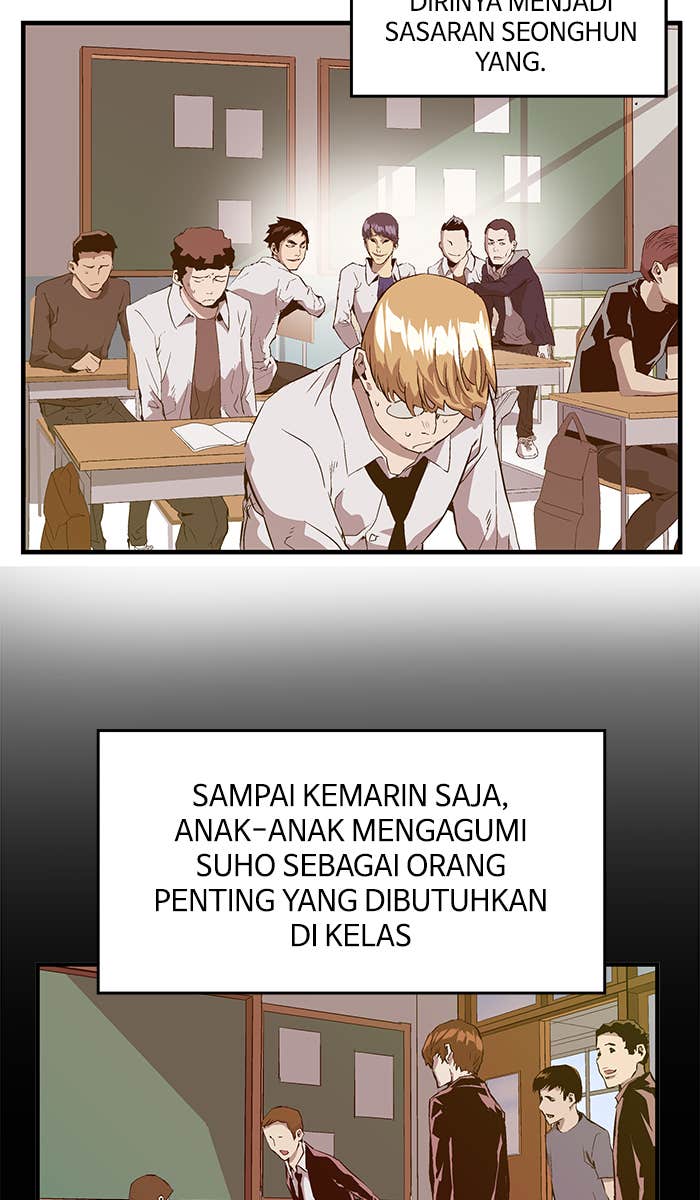 DIRINYA MENJADI
SASARAN SEONGHUN
YANG.
SAMPAI KEMARIN SAJA,
ANAK-ANAK MENGAGUMI
SUHO SEBAGAI ORANG
PENTING YANG DIBUTUHKAN
DI KELAS